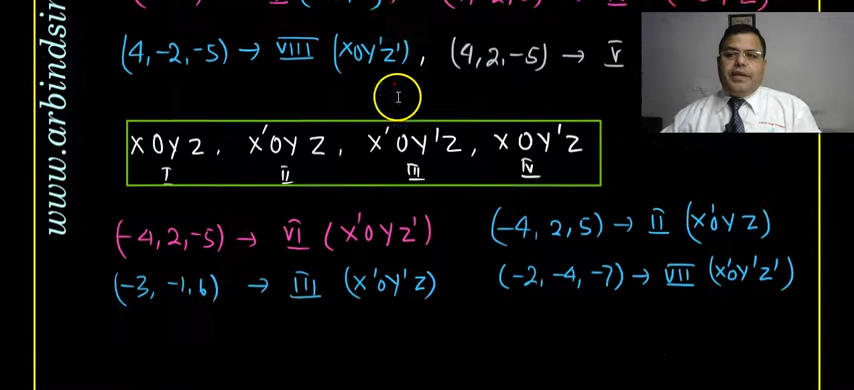 (4,-2,-5) → VIII (XOY'Z'), (4,2,-5) → V
XOYZ, X'OYZ, X'OY'Z, XOY'Z
I II III IV
(-4,2,-5) → VI (X'OYZ') (-4,2,5) → II (X'OYZ)
(-3,-1,6) → III (X'OY'Z) (-2,-4,-7) → VII (X'OY'Z')
www.arbindsin